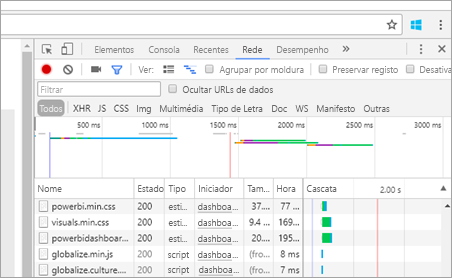 Elementos Consola Recentes Rede Desempenho »
Ver: Agrupar por moldura Preservar registo Desativa
Filtrar Ocultar URLs de dados
Todos XHR JS CSS Img Multimédia Tipo de Letra Doc WS Manifesto Outras
500 ms 1000 ms 1500 ms 2000 ms 2500 ms 3000 ms
Nome Estado Tipo Iniciador Tam... Hora Cascata 2.00 s
powerbi.min.css 200 esti... dashboa... 37.... 77 ...
visuals.min.css 200 esti... dashboa... 9.4 ... 169...
powerbidashboar... 200 esti... dashboa... 20.... 195...
globalize.min.js 200 script dashboa... (fro... 8 ms
globalize.culture.... 200 script dashboa... (fro... 7 ms